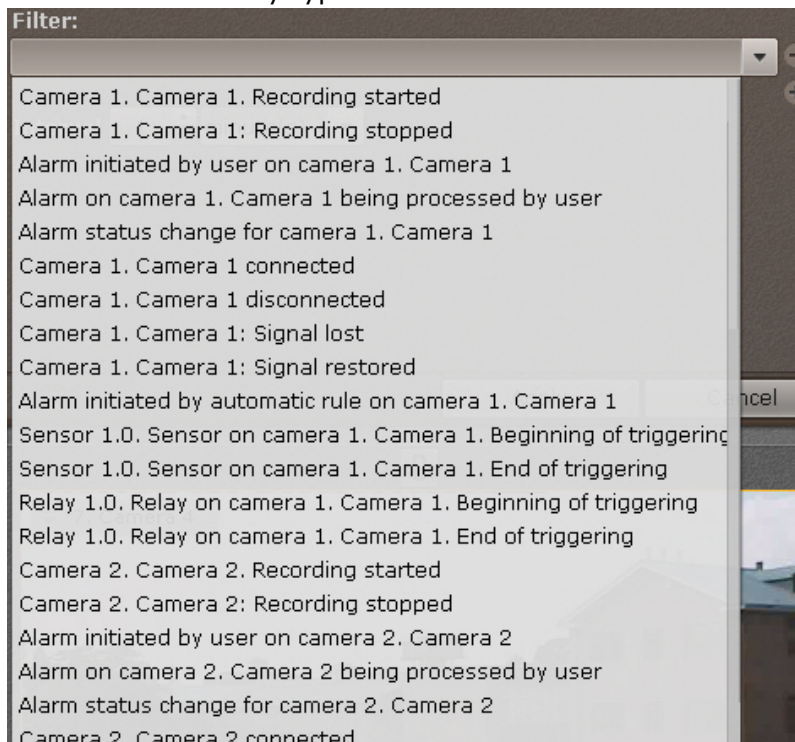 Filter:
Camera 1. Camera 1. Recording started
Camera 1. Camera 1: Recording stopped
Alarm initiated by user on camera 1. Camera 1
Alarm on camera 1. Camera 1 being processed by user
Alarm status change for camera 1. Camera 1
Camera 1. Camera 1 connected
Camera 1. Camera 1 disconnected
Camera 1. Camera 1: Signal lost
Camera 1. Camera 1: Signal restored
Alarm initiated by automatic rule on camera 1. Camera 1
Sensor 1.0. Sensor on camera 1. Camera 1. Beginning of triggering
Sensor 1.0. Sensor on camera 1. Camera 1. End of triggering
Relay 1.0. Relay on camera 1. Camera 1. Beginning of triggering
Relay 1.0. Relay on camera 1. Camera 1. End of triggering
Camera 2. Camera 2. Recording started
Camera 2. Camera 2: Recording stopped
Alarm initiated by user on camera 2. Camera 2
Alarm on camera 2. Camera 2 being processed by user
Alarm status change for camera 2. Camera 2
Camera 2. Camera 2 connected